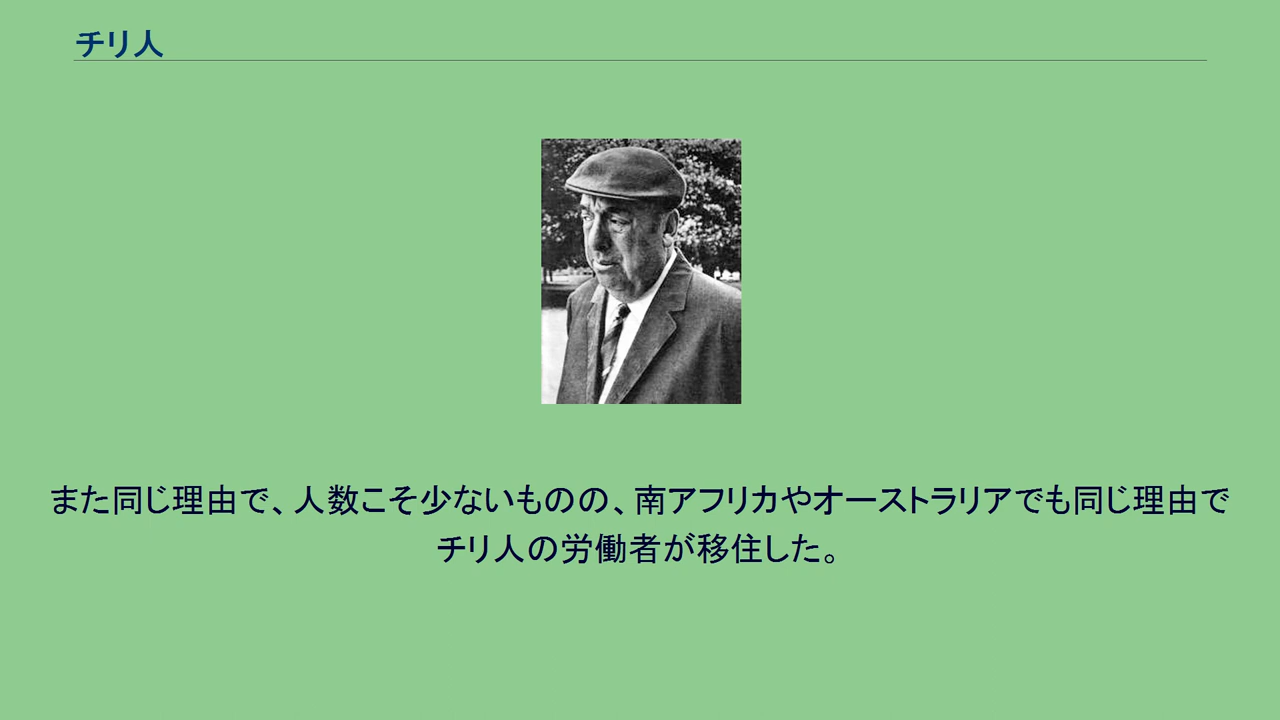 チリ人
また同じ理由で、人数こそ少ないものの、南アフリカやオーストラリアでも同じ理由で
チリ人の労働者が移住した。